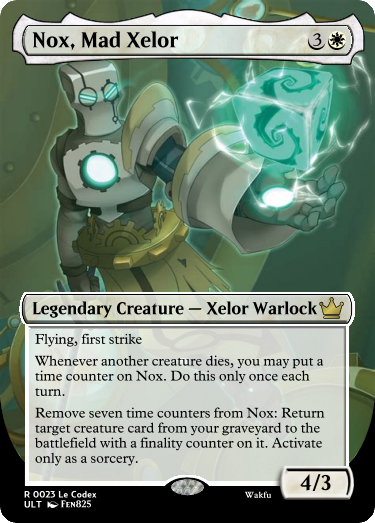 Nox, Mad Xelor 3
Legendary Creature — Xelor Warlock
Flying, first strike
Whenever another creature dies, you may put a
time counter on Nox. Do this only once each
turn.
Remove seven time counters from Nox: Return
target creature card from your graveyard to the
battlefield with a finality counter on it. Activate
only as a sorcery.
4/3
R 0023 Le Codex
ULT Fen825
Wakfu